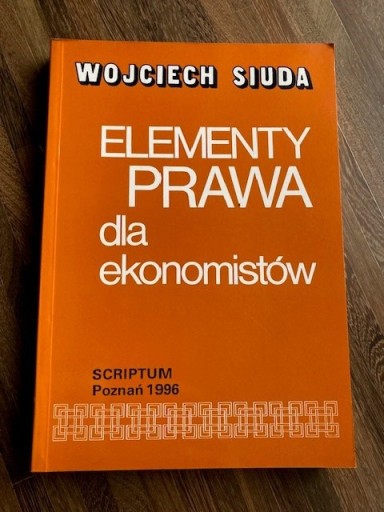 WOJCIECH SIUDA
ELEMENTY
PRAWA
dla
ekonomistów
SCRIPTUM
Poznań 1996